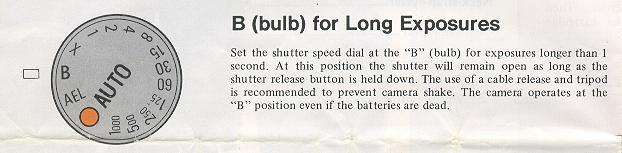 B (bulb) for Long Exposures
Set the shutter speed dial at the “B” (bulb) for exposures longer than 1
second. At this position the shutter will remain open as long as the
shutter release button is held down. The use of a cable release and tripod
is recommended to prevent camera shake. The camera operates at the
“B” position even if the batteries are dead.
AUTO
AEL
B
X
1
2
4
8
15
30
60
125
250
500
1000